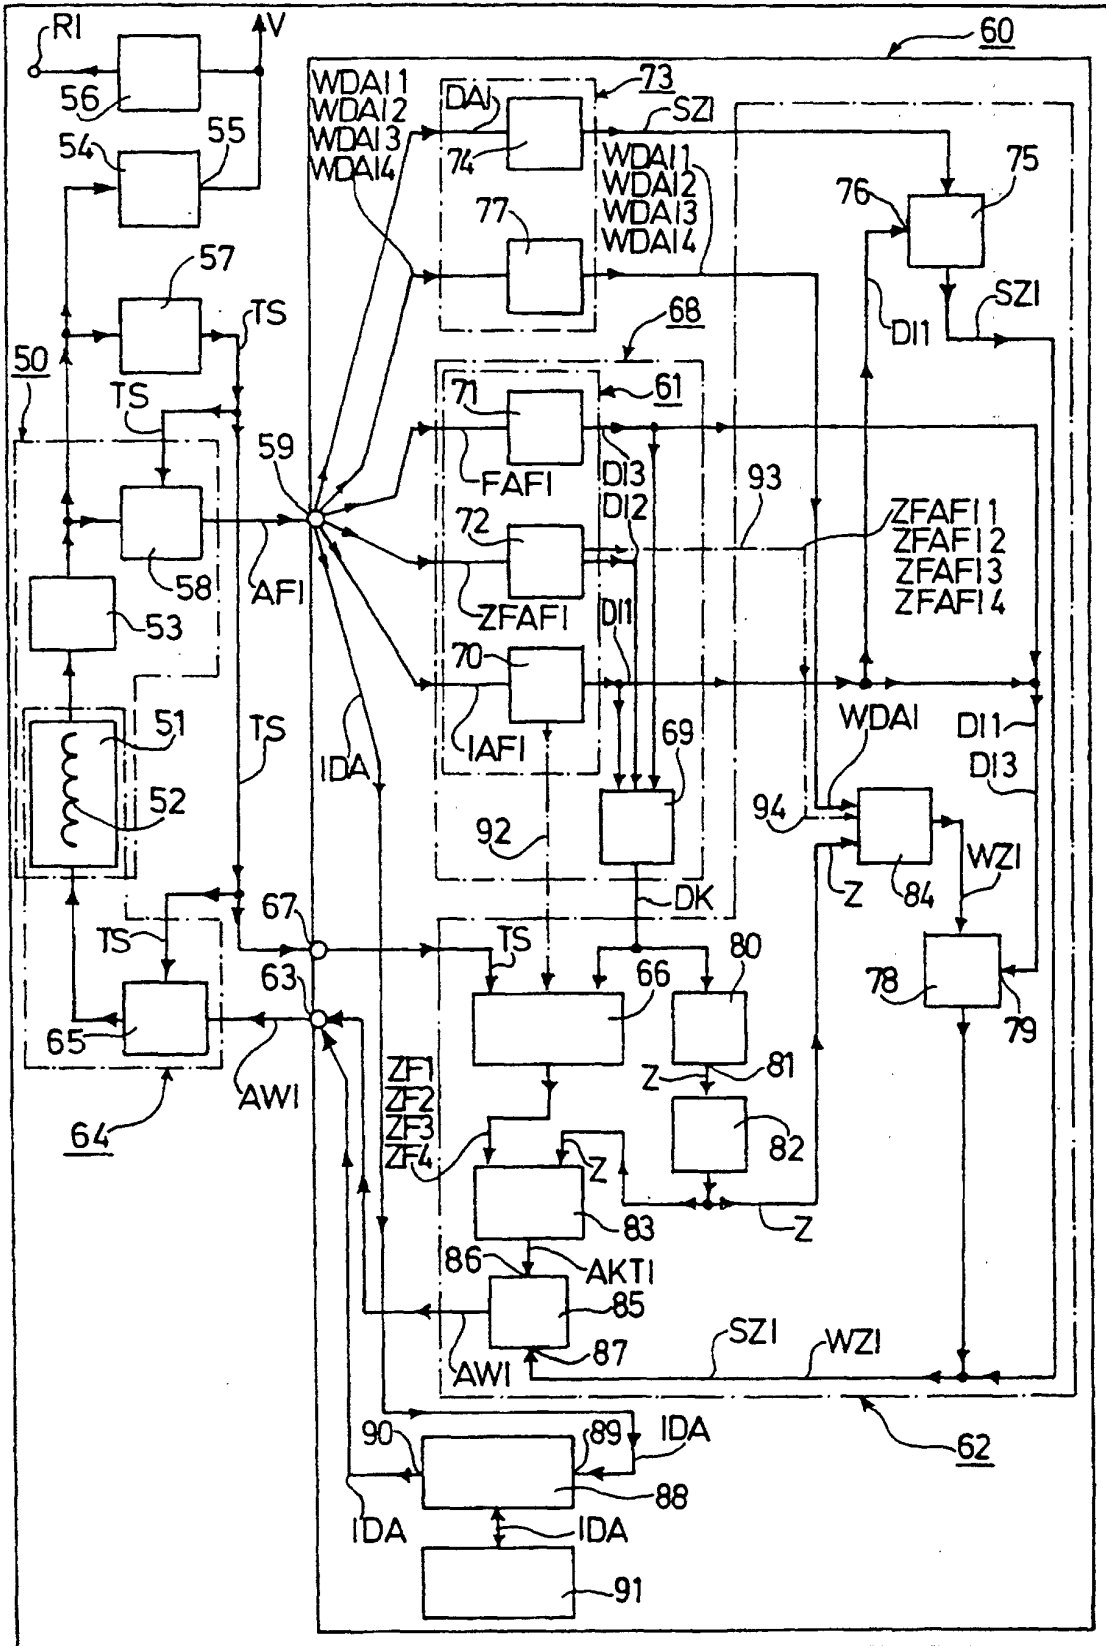 RI
V
60
56
WDAI1
WDAI2
WDAI3
WDAI4
73
DAI
SZI
54
55
74
WDAI1
WDAI2
WDAI3
WDAI4
75
76
77
57
TS
SZI
68
DI1
50
TS
71
61
59
FAFI
DI3
DI2
93
ZFAFI1
ZFAFI2
ZFAFI3
ZFAFI4
72
58
AFI
ZFAFI
DI1
53
70
WDAI
51
TS
IDA
IAFI
69
DI1
DI3
52
92
94
84
Z
WZI
DK
67
TS
TS
80
66
78
79
63
65
81
Z
AWI
ZF1
ZF2
ZF3
ZF4
64
82
Z
83
Z
86
AKTI
85
87
SZI
WZI
AWI
90
89
IDA
62
88
IDA
IDA
91